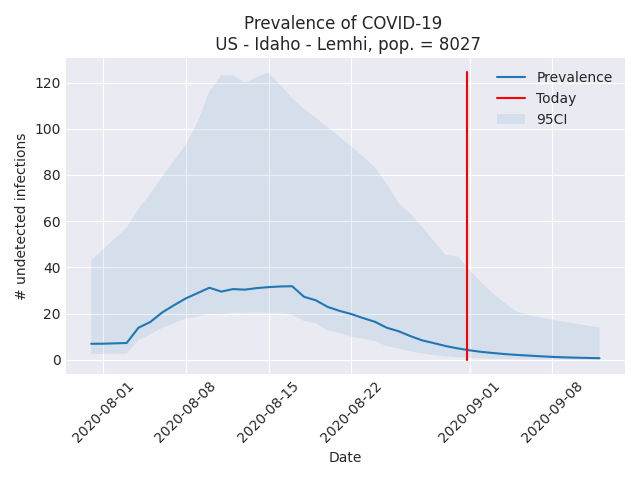 Prevalence of COVID-19
US - Idaho - Lemhi, pop. = 8027
120
100
80
60
40
20
0
# undetected infections
Prevalence
Today
95CI
2020-08-01
2020-08-08
2020-08-15
2020-08-22
2020-09-01
2020-09-08
Date